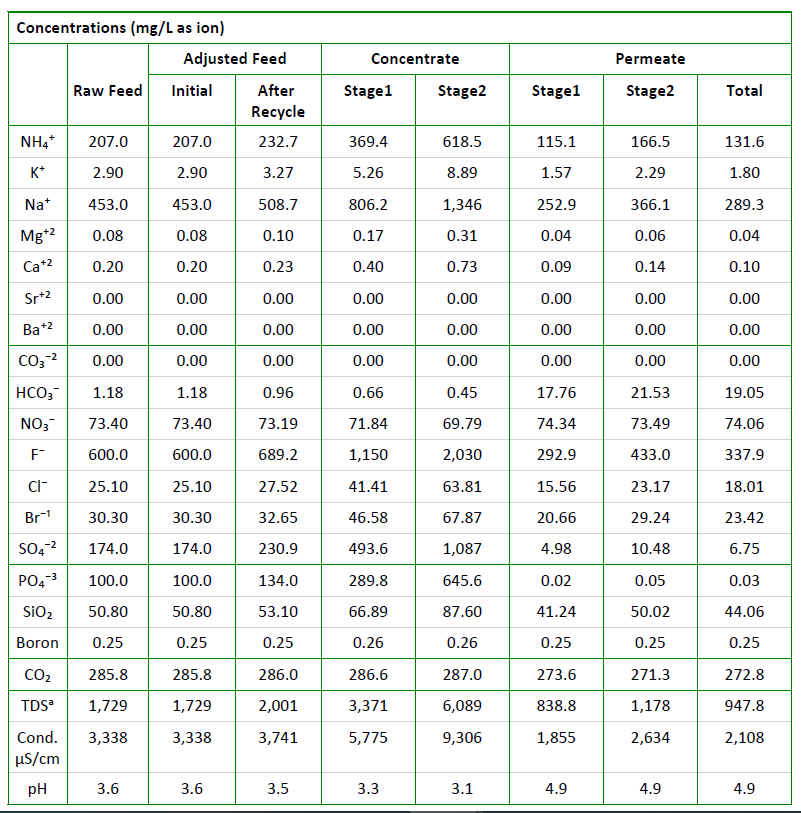 Concentrations (mg/L as ion)
Adjusted Feed Concentrate Permeate
Raw Feed Initial After Stage1 Stage2 Stage1 Stage2 Total
Recycle
NH₄⁺ 207.0 207.0 232.7 369.4 618.5 115.1 166.5 131.6
K⁺ 2.90 2.90 3.27 5.26 8.89 1.57 2.29 1.80
Na⁺ 453.0 453.0 508.7 806.2 1,346 252.9 366.1 289.3
Mg⁺² 0.08 0.08 0.10 0.17 0.31 0.04 0.06 0.04
Ca⁺² 0.20 0.20 0.23 0.40 0.73 0.09 0.14 0.10
Sr⁺² 0.00 0.00 0.00 0.00 0.00 0.00 0.00 0.00
Ba⁺² 0.00 0.00 0.00 0.00 0.00 0.00 0.00 0.00
CO₃⁻² 0.00 0.00 0.00 0.00 0.00 0.00 0.00 0.00
HCO₃⁻ 1.18 1.18 0.96 0.66 0.45 17.76 21.53 19.05
NO₃⁻ 73.40 73.40 73.19 71.84 69.79 74.34 73.49 74.06
F⁻ 600.0 600.0 689.2 1,150 2,030 292.9 433.0 337.9
Cl⁻ 25.10 25.10 27.52 41.41 63.81 15.56 23.17 18.01
Br⁻¹ 30.30 30.30 32.65 46.58 67.87 20.66 29.24 23.42
SO₄⁻² 174.0 174.0 230.9 493.6 1,087 4.98 10.48 6.75
PO₄⁻³ 100.0 100.0 134.0 289.8 645.6 0.02 0.05 0.03
SiO₂ 50.80 50.80 53.10 66.89 87.60 41.24 50.02 44.06
Boron 0.25 0.25 0.25 0.26 0.26 0.25 0.25 0.25
CO₂ 285.8 285.8 286.0 286.6 287.0 273.6 271.3 272.8
TDSᵃ 1,729 1,729 2,001 3,371 6,089 838.8 1,178 947.8
Cond. 3,338 3,338 3,741 5,775 9,306 1,855 2,634 2,108
µS/cm
pH 3.6 3.6 3.5 3.3 3.1 4.9 4.9 4.9